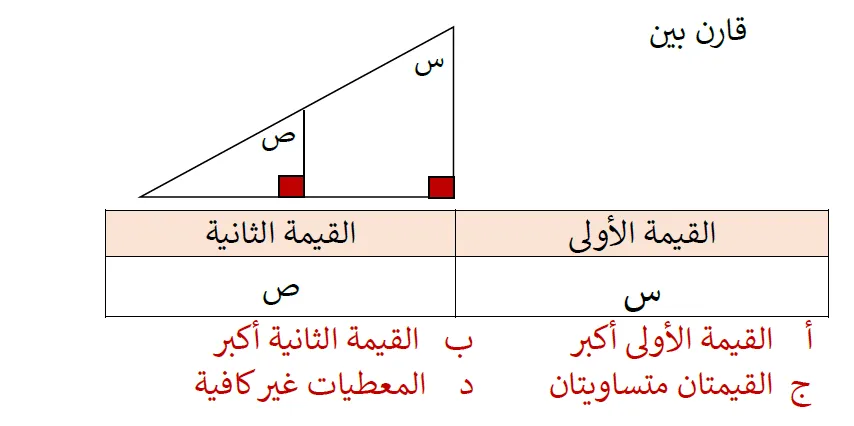 قارن بين
س
ص
القيمة الأولى القيمة الثانية
س ص
أ القيمة الأولى أكبر ب القيمة الثانية أكبر
ج القيمتان متساويتان د المعطيات غير كافية